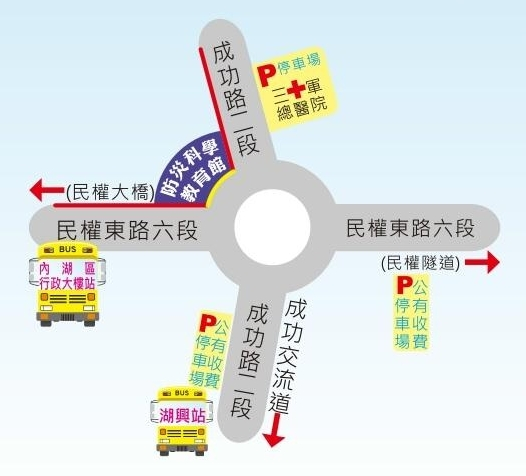 成功路二段
P停車場
三✚軍
總醫院
防災科學
教育館
(民權大橋)
民權東路六段
民權東路六段
(民權隧道)
BUS
內湖區
行政大樓站
P公有收費
停車場
P公有收費
停車場
成功路二段
成功交流道
BUS
湖興站